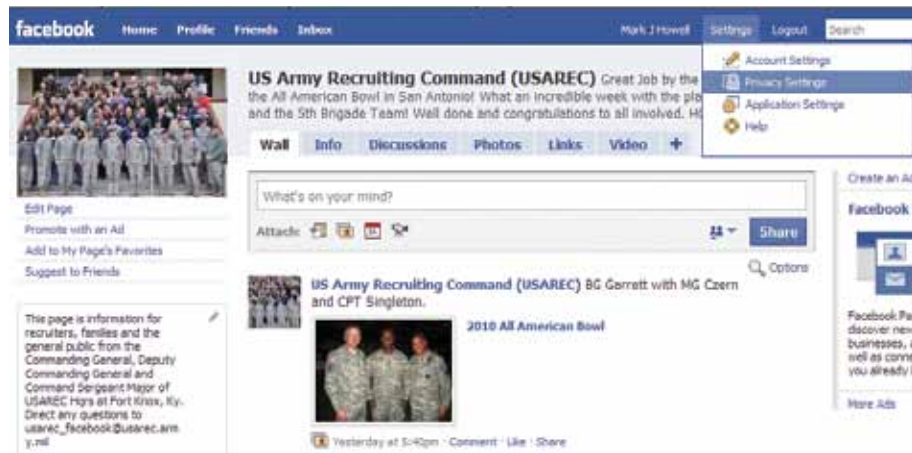 facebook Home Profile Friends Inbox Mark J Howell Settings Logout Search
Account Settings
Privacy Settings
Application Settings
Help
US Army Recruiting Command (USAREC) Great Job by the
the All American Bowl in San Antonio! What an incredible week with the pla
and the 5th Brigade Team! Well done and congratulations to all involved. HO
Wall Info Discussions Photos Links Video +
What's on your mind?
Attach: 31 Share
Options
Edit Page
Promote with an Ad
Add to My Page's Favorites
Suggest to Friends
This page is information for
recruiters, families and the
general public from the
Commanding General, Deputy
Commanding General and
Command Sergeant Major of
USAREC Hqrs at Fort Knox, Ky.
Direct any questions to
usarec_facebook@usarec.arm
y.mil
US Army Recruiting Command (USAREC) BG Garrett with MG Czern
and CPT Singleton.
2010 All American Bowl
Yesterday at 5:40pm · Comment · Like · Share
Create an Ad
Facebook
Facebook Pa
discover new
businesses, a
well as conne
you already l
More Ads